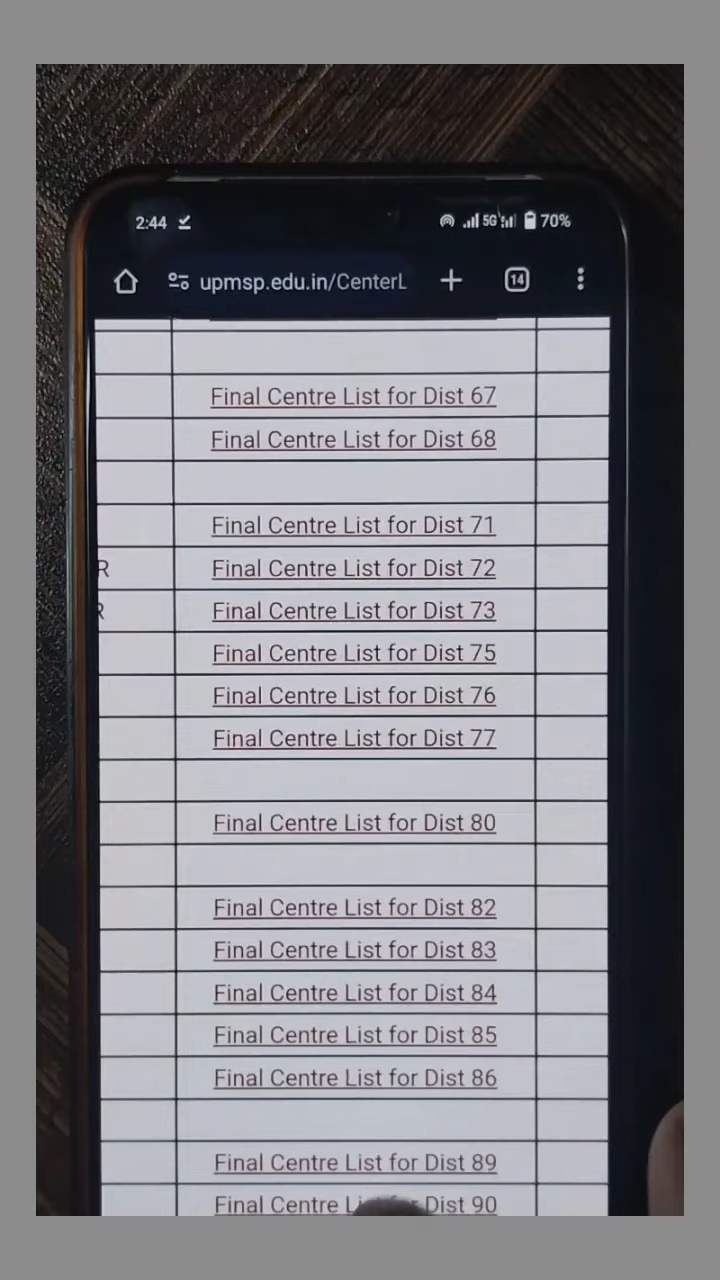 2:44 5G 70%
upmsp.edu.in/CenterL 14
Final Centre List for Dist 67
Final Centre List for Dist 68
Final Centre List for Dist 71
R Final Centre List for Dist 72
R Final Centre List for Dist 73
Final Centre List for Dist 75
Final Centre List for Dist 76
Final Centre List for Dist 77
Final Centre List for Dist 80
Final Centre List for Dist 82
Final Centre List for Dist 83
Final Centre List for Dist 84
Final Centre List for Dist 85
Final Centre List for Dist 86
Final Centre List for Dist 89
Final Centre List for Dist 90